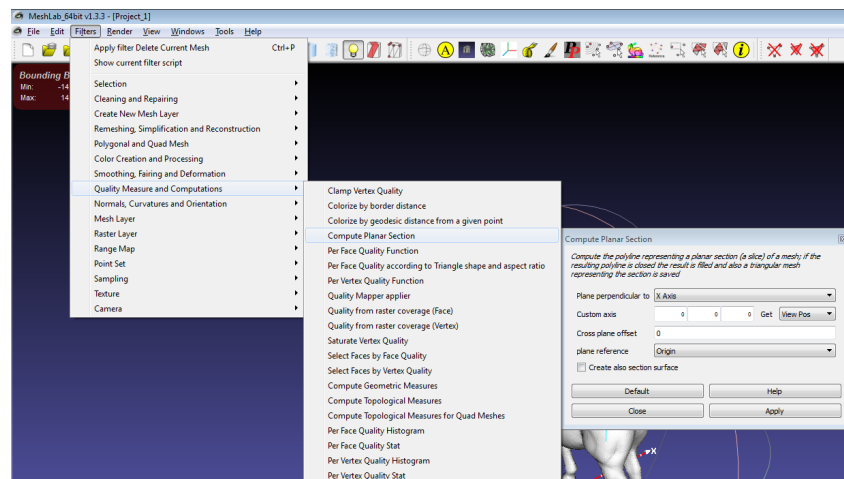 MeshLab_64bit v1.3.3 - [Project_1]
File Edit Filters Render View Windows Tools Help
Apply filter Delete Current Mesh Ctrl+P
Show current filter script
Bounding B
Min: -14
Max: 14
Selection
Cleaning and Repairing
Create New Mesh Layer
Remeshing, Simplification and Reconstruction
Polygonal and Quad Mesh
Color Creation and Processing
Smoothing, Fairing and Deformation
Quality Measure and Computations
Normals, Curvatures and Orientation
Mesh Layer
Raster Layer
Range Map
Point Set
Sampling
Texture
Camera
Clamp Vertex Quality
Colorize by border distance
Colorize by geodesic distance from a given point
Compute Planar Section
Per Face Quality Function
Per Face Quality according to Triangle shape and aspect ratio
Per Vertex Quality Function
Quality Mapper applier
Quality from raster coverage (Face)
Quality from raster coverage (Vertex)
Saturate Vertex Quality
Select Faces by Face Quality
Select Faces by Vertex Quality
Compute Geometric Measures
Compute Topological Measures
Compute Topological Measures for Quad Meshes
Per Face Quality Histogram
Per Face Quality Stat
Per Vertex Quality Histogram
Per Vertex Quality Stat
Compute Planar Section
Compute the polyline representing a planar section (a slice) of a mesh; if the
resulting polyline is closed the result is filled and also a triangular mesh
representing the section is saved
Plane perpendicular to X Axis
Custom axis 0 0 0 Get View Pos
Cross plane offset 0
plane reference Origin
Create also section surface
Default Help
Close Apply
X